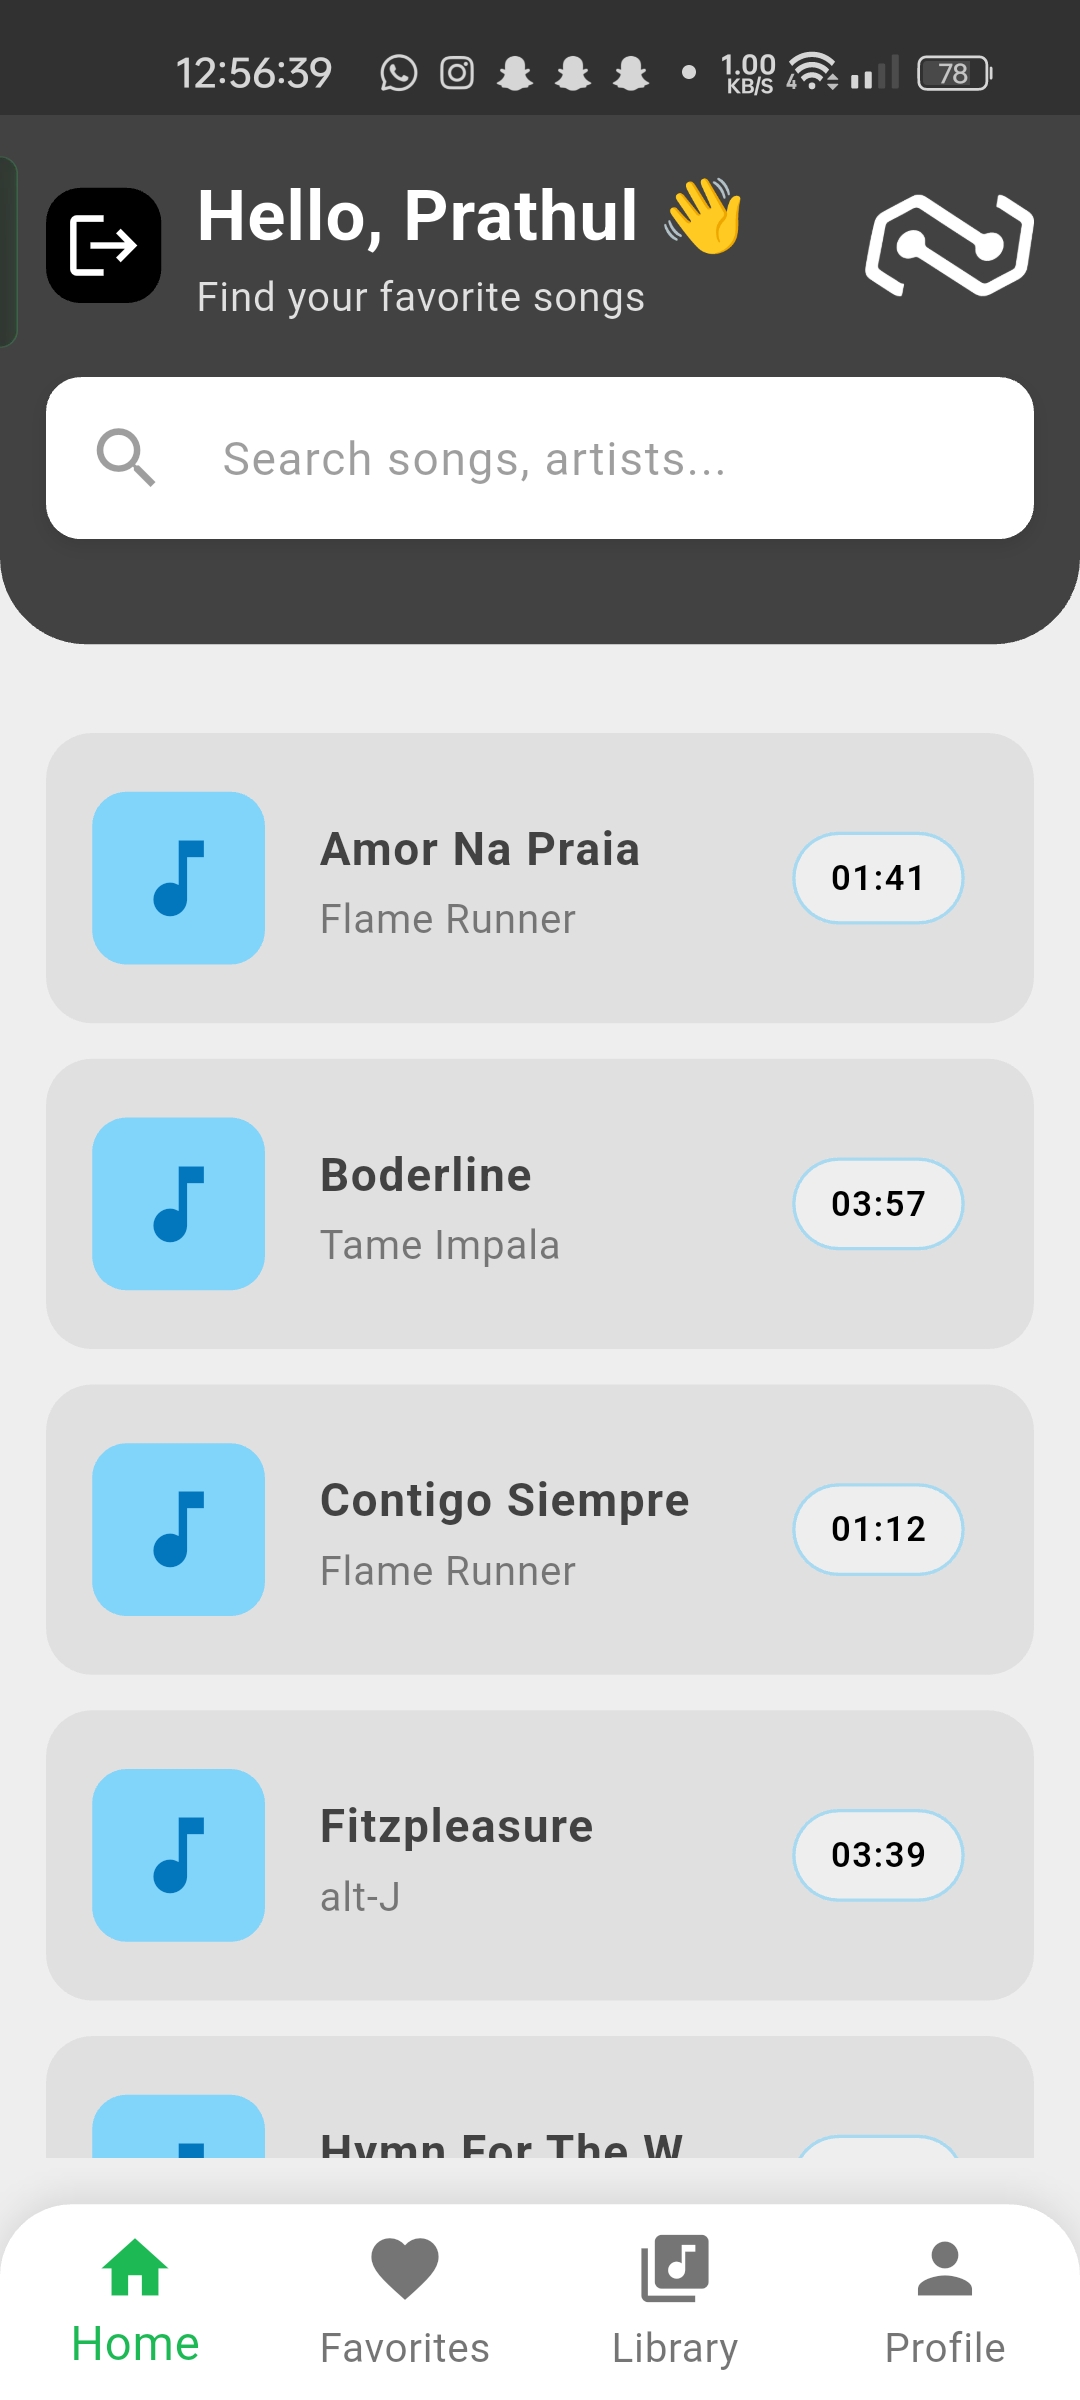 12:56:39 1.00 KB/S 4 78
Hello, Prathul 👋
Find your favorite songs
Search songs, artists...
Amor Na Praia
Flame Runner
01:41
Boderline
Tame Impala
03:57
Contigo Siempre
Flame Runner
01:12
Fitzpleasure
alt-J
03:39
Hymn For The W
Home Favorites Library Profile